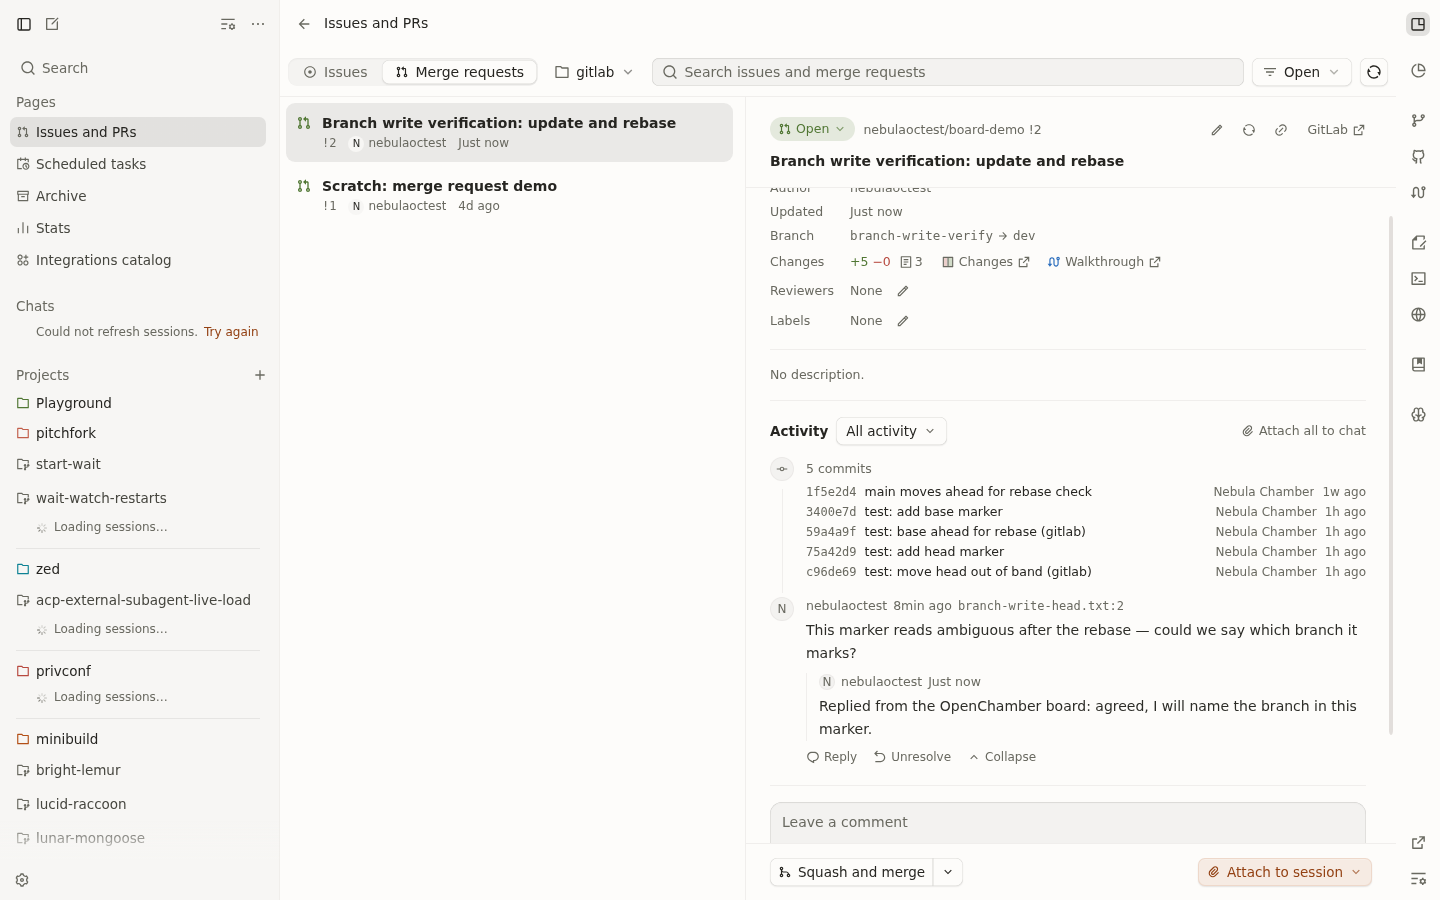 Issues and PRs
Search
Pages
Issues and PRs
Scheduled tasks
Archive
Stats
Integrations catalog
Chats
Could not refresh sessions. Try again
Projects
Playground
pitchfork
start-wait
wait-watch-restarts
Loading sessions...
zed
acp-external-subagent-live-load
Loading sessions...
privconf
Loading sessions...
minibuild
bright-lemur
lucid-raccoon
lunar-mongoose
Issues
Merge requests
gitlab
Search issues and merge requests
Open
Branch write verification: update and rebase
!2 N nebulaoctest Just now
Scratch: merge request demo
!1 N nebulaoctest 4d ago
Open nebulaoctest/board-demo !2 GitLab
Branch write verification: update and rebase
Author nebulaoctest
Updated Just now
Branch branch-write-verify → dev
Changes +5 −0 3 Changes Walkthrough
Reviewers None
Labels None
No description.
Activity All activity Attach all to chat
5 commits
1f5e2d4 main moves ahead for rebase check Nebula Chamber 1w ago
3400e7d test: add base marker Nebula Chamber 1h ago
59a4a9f test: base ahead for rebase (gitlab) Nebula Chamber 1h ago
75a42d9 test: add head marker Nebula Chamber 1h ago
c96de69 test: move head out of band (gitlab) Nebula Chamber 1h ago
N nebulaoctest 8min ago branch-write-head.txt:2
This marker reads ambiguous after the rebase — could we say which branch it
marks?
N nebulaoctest Just now
Replied from the OpenChamber board: agreed, I will name the branch in this
marker.
Reply Unresolve Collapse
Leave a comment
Squash and merge Attach to session